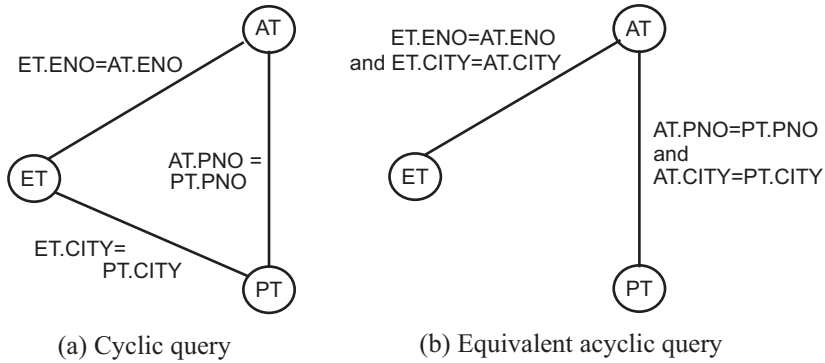 AT
ET.ENO=AT.ENO
AT.PNO =
PT.PNO
ET
ET.CITY=
PT.CITY
PT
(a) Cyclic query
AT
ET.ENO=AT.ENO
and ET.CITY=AT.CITY
AT.PNO=PT.PNO
and
AT.CITY=PT.CITY
ET
PT
(b) Equivalent acyclic query